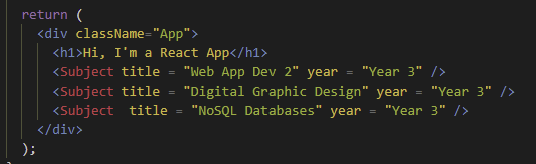 return (
<div className="App">
<h1>Hi, I'm a React App</h1>
<Subject title = "Web App Dev 2" year = "Year 3" />
<Subject title = "Digital Graphic Design" year = "Year 3" />
<Subject  title = "NoSQL Databases" year = "Year 3" />
</div>
);